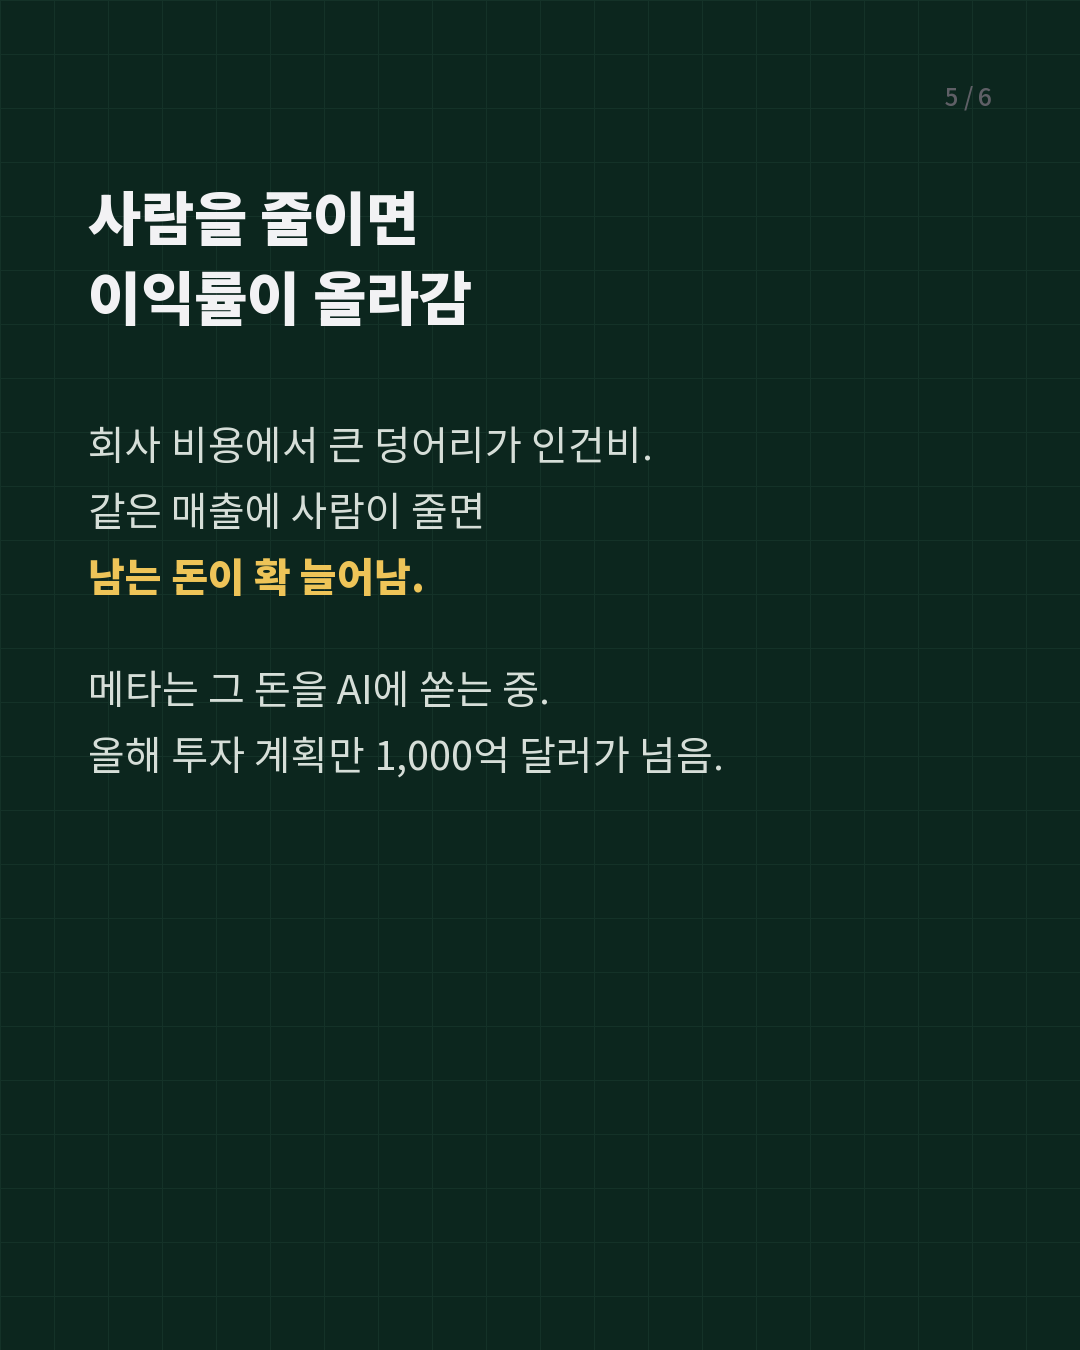 5 / 6
사람을 줄이면
이익률이 올라감
회사 비용에서 큰 덩어리가 인건비.
같은 매출에 사람이 줄면
남는 돈이 확 늘어남.
메타는 그 돈을 AI에 쏟는 중.
올해 투자 계획만 1,000억 달러가 넘음.